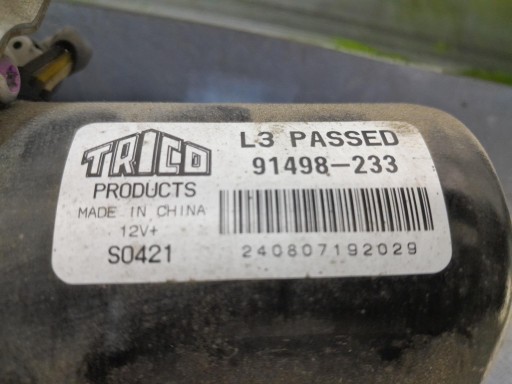 TRICO
PRODUCTS
MADE IN CHINA
12V+
S0421
L3 PASSED
91498-233
240807192029